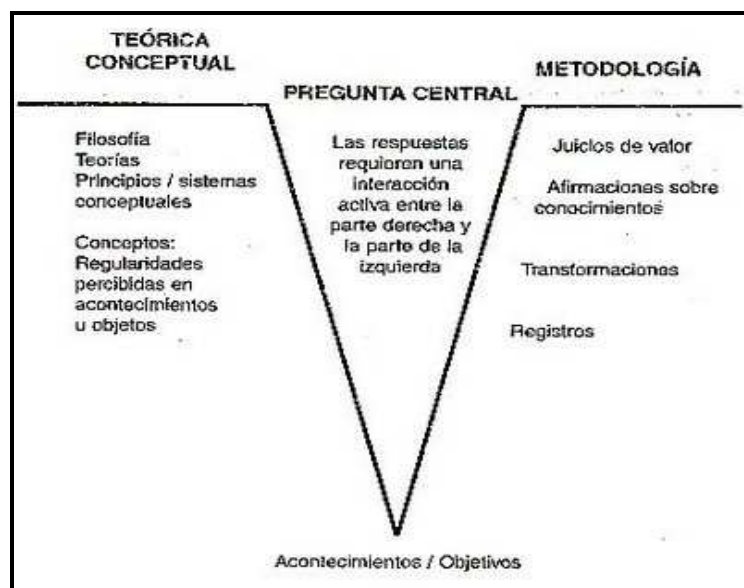 TEÓRICA
CONCEPTUAL
Filosofía
Teorías
Principios / sistemas
conceptuales
Conceptos:
Regularidades
percibidas en
acontecimientos
u objetos
PREGUNTA CENTRAL
Las respuestas
requieren una
interacción
activa entre la
parte derecha y
la parte de la
izquierda
METODOLOGÍA
Juicios de valor
Afirmaciones sobre
conocimientos
Transformaciones
Registros
Acontecimientos / Objetivos